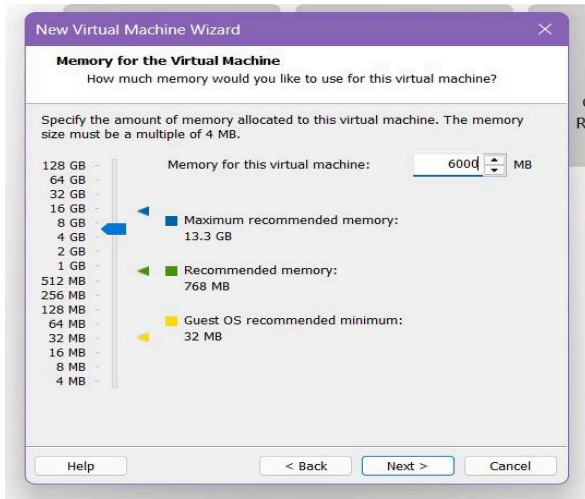 New Virtual Machine Wizard
Memory for the Virtual Machine
How much memory would you like to use for this virtual machine?
Specify the amount of memory allocated to this virtual machine. The memory
size must be a multiple of 4 MB.
Memory for this virtual machine: 6000 MB
128 GB
64 GB
32 GB
16 GB
8 GB
4 GB
2 GB
1 GB
512 MB
256 MB
128 MB
64 MB
32 MB
16 MB
8 MB
4 MB
Maximum recommended memory:
13.3 GB
Recommended memory:
768 MB
Guest OS recommended minimum:
32 MB
Help
< Back
Next >
Cancel
R